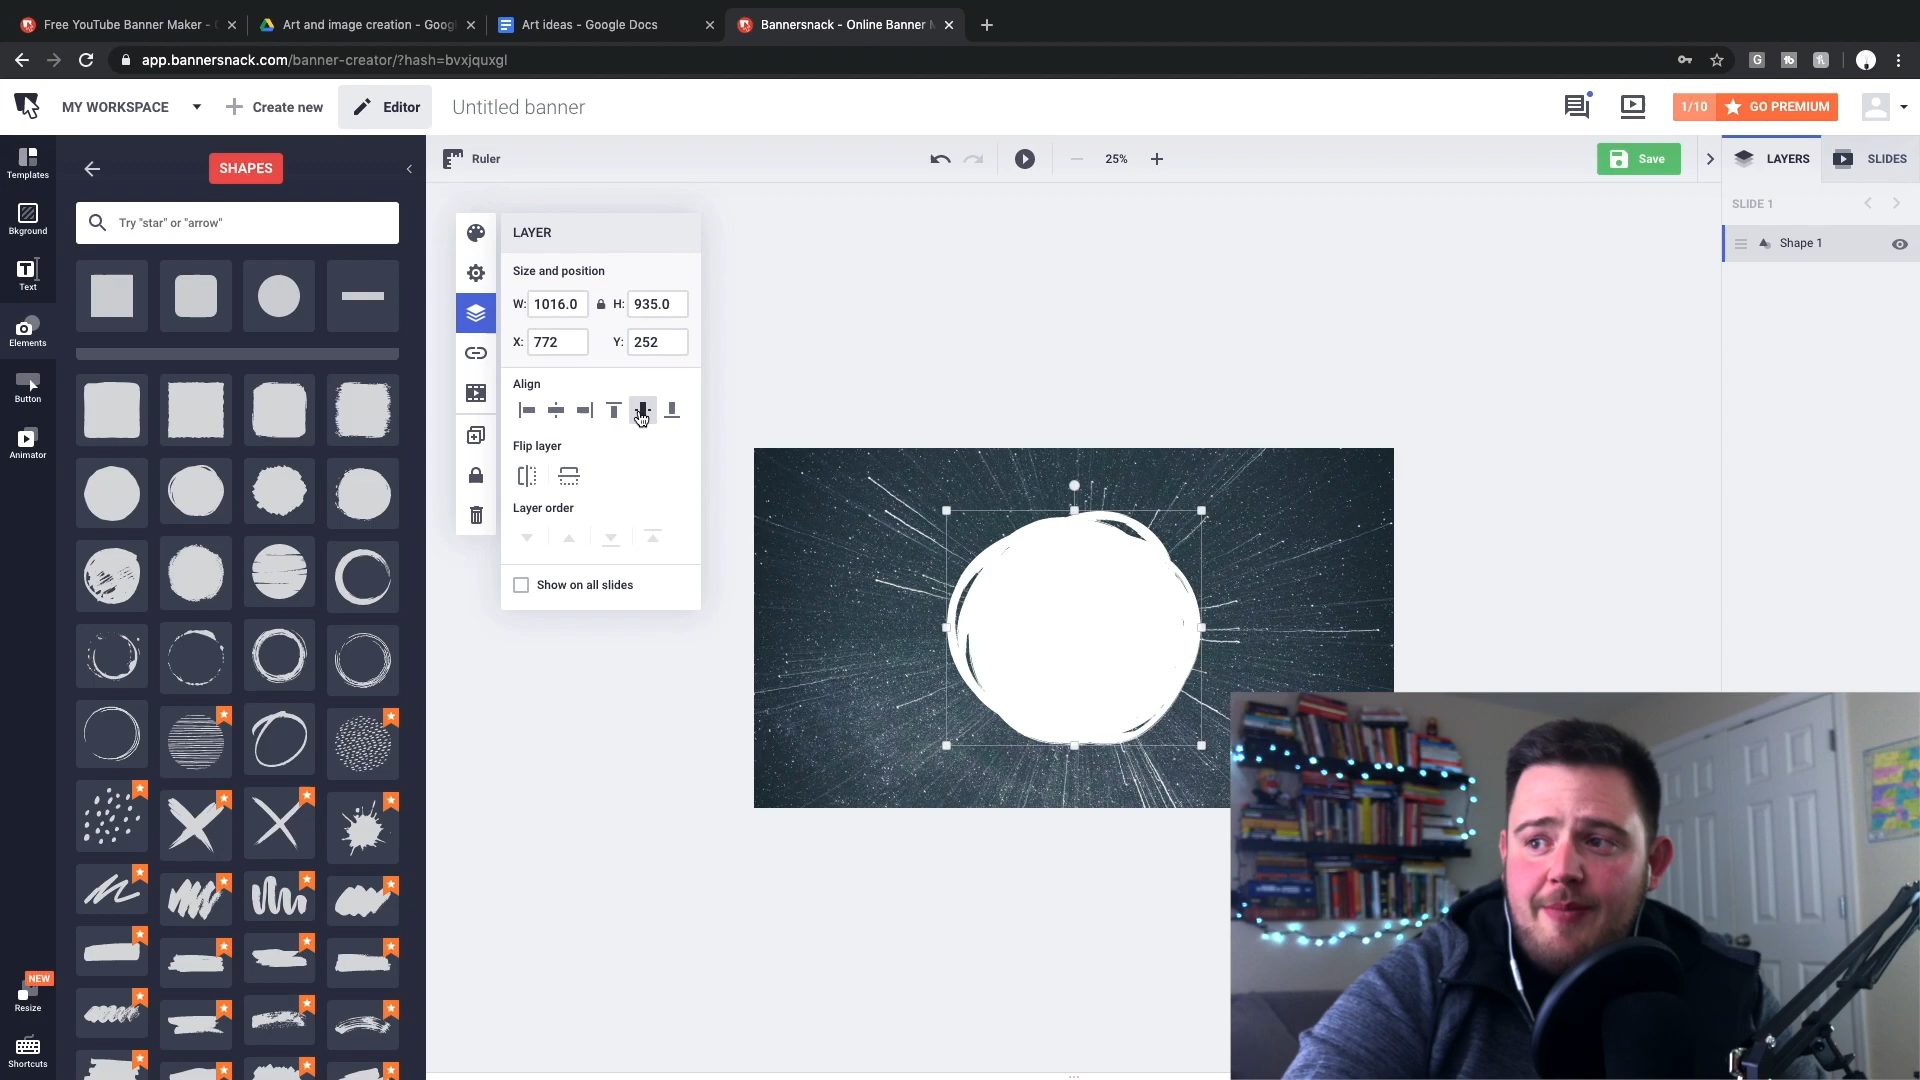 Free YouTube Banner Maker -
Art and image creation - Goog
Art ideas - Google Docs
Bannersnack - Online Banner M
app.bannersnack.com/banner-creator/?hash=bvxjquxgl
MY WORKSPACE
Create new
Editor
Untitled banner
1/10
GO PREMIUM
Templates
Bkground
Text
Elements
Button
Animator
NEW
Resize
Shortcuts
SHAPES
Try "star" or "arrow"
Ruler
25%
Save
LAYERS
SLIDES
SLIDE 1
Shape 1
LAYER
Size and position
W: 1016.0 H: 935.0
X: 772 Y: 252
Align
Flip layer
Layer order
Show on all slides